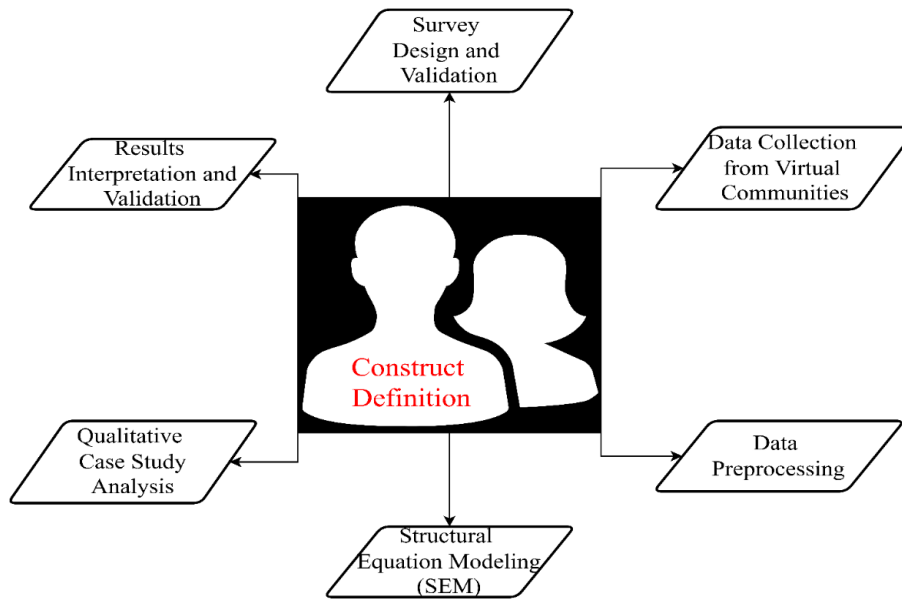 Survey
Design and
Validation
Results
Interpretation and
Validation
Data Collection
from Virtual
Communities
Construct
Definition
Qualitative
Case Study
Analysis
Data
Preprocessing
Structural
Equation Modeling
(SEM)